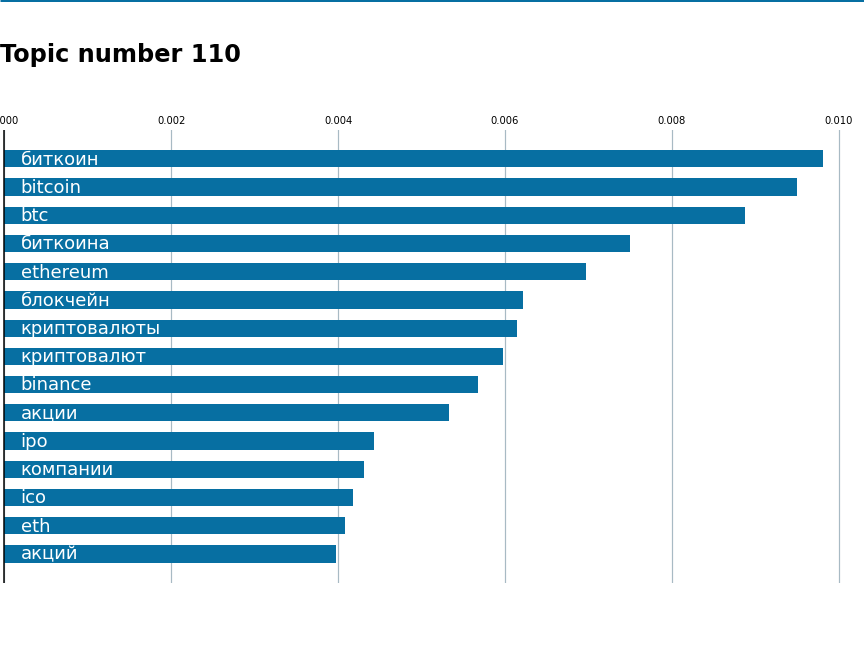 Topic number 110
.000 0.002 0.004 0.006 0.008 0.010
биткоин
bitcoin
btc
биткоина
ethereum
блокчейн
криптовалюты
криптовалют
binance
акции
ipo
компании
ico
eth
акций